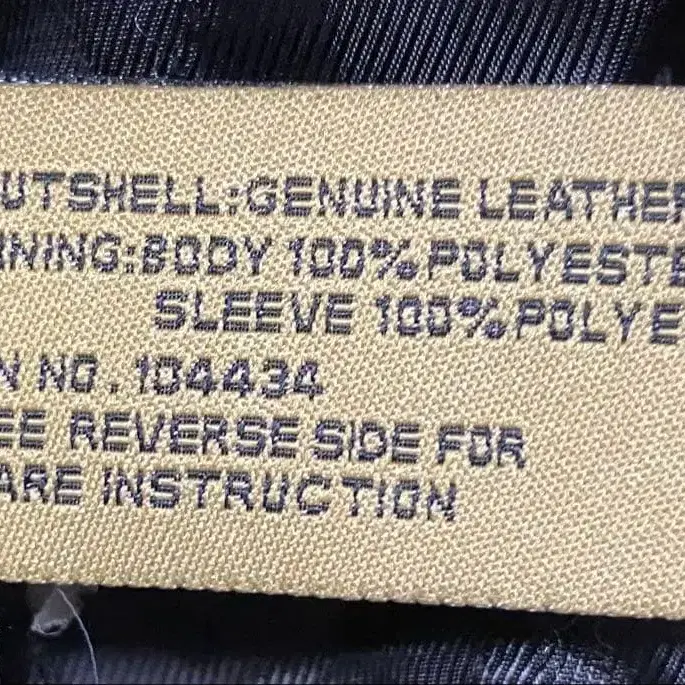 UTSHELL:GENUINE LEATHER
NING:BODY 100% POLYESTE
SLEEVE 100% POLYE
N NO. 104434
EE REVERSE SIDE FOR
ARE INSTRUCTION